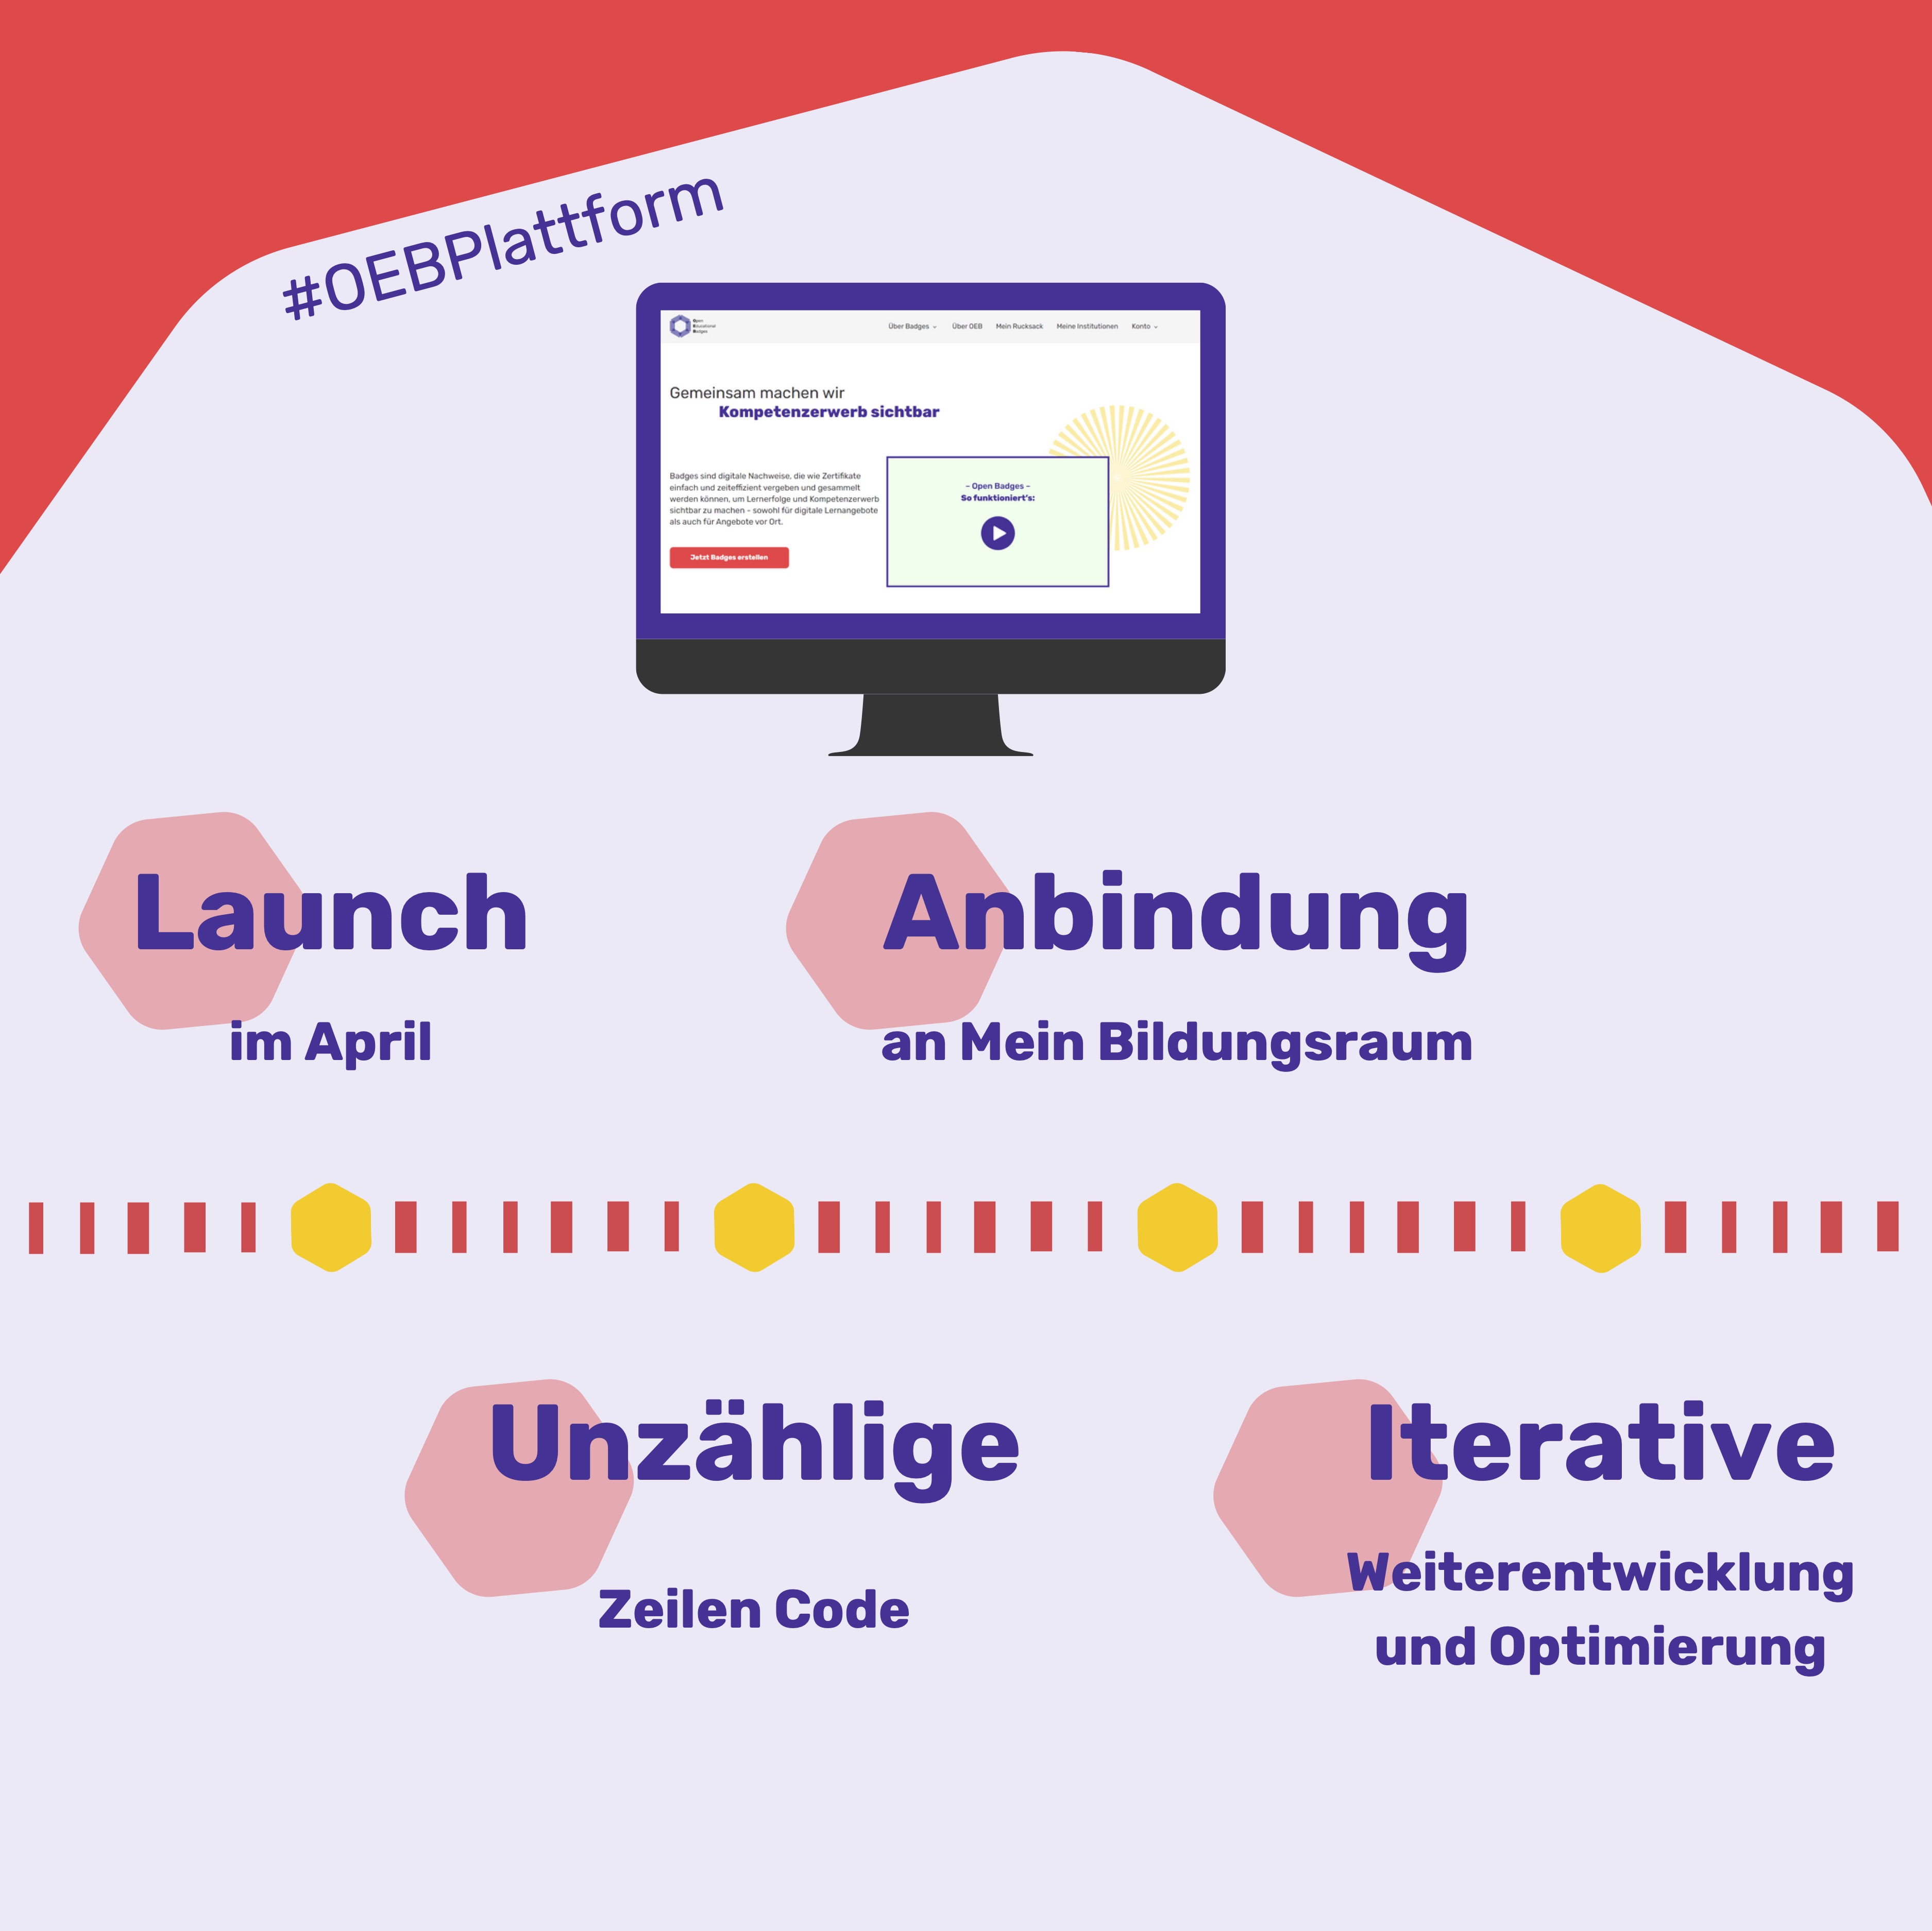 #OEBPlattform
Open
Educational
Badges
Über Badges Über OEB Mein Rucksack Meine Institutionen Konto
Gemeinsam machen wir
Kompetenzerwerb sichtbar
Badges sind digitale Nachweise, die wie Zertifikate
einfach und zeiteffizient vergeben und gesammelt
werden können, um Lernerfolge und Kompetenzerwerb
sichtbar zu machen - sowohl für digitale Lernangebote
als auch für Angebote vor Ort.
Jetzt Badges erstellen
– Open Badges –
So funktioniert's:
Launch
im April
Anbindung
an Mein Bildungsraum
Unzählige
Zeilen Code
Iterative
Weiterentwicklung
und Optimierung